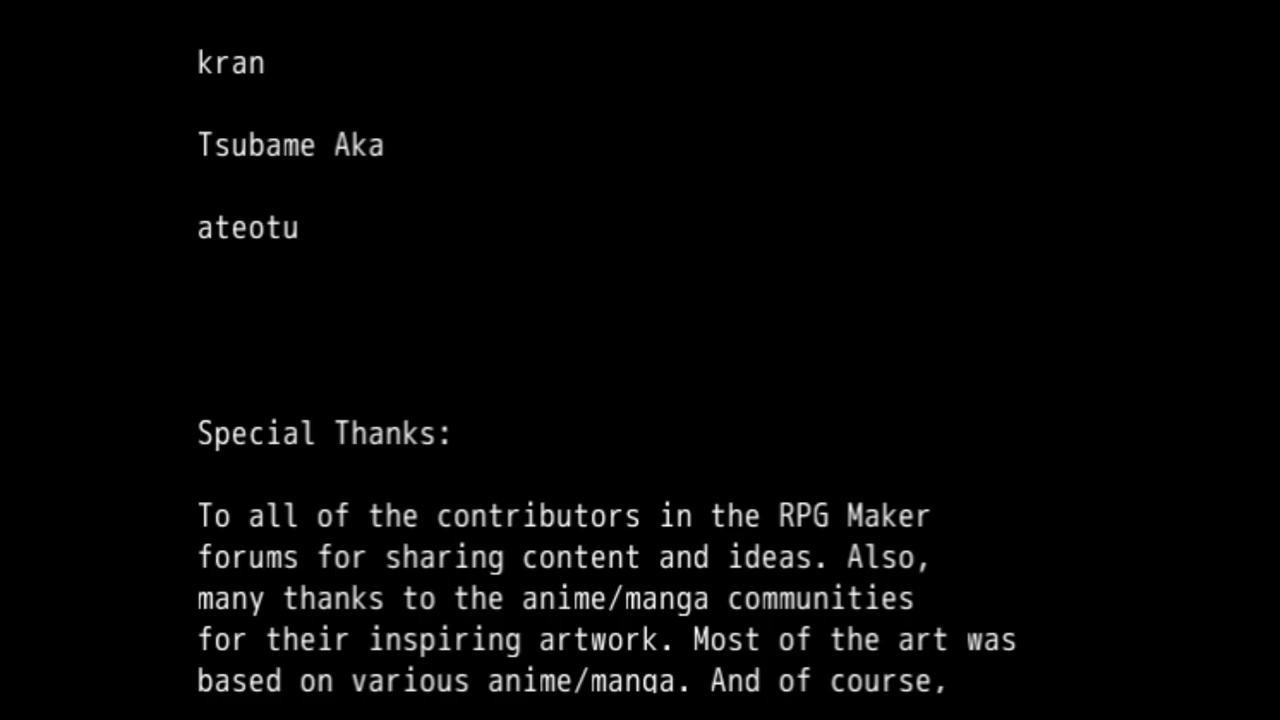 kran
Tsubame Aka
ateotu
Special Thanks:
To all of the contributors in the RPG Maker
forums for sharing content and ideas. Also,
many thanks to the anime/manga communities
for their inspiring artwork. Most of the art was
based on various anime/manga. And of course,